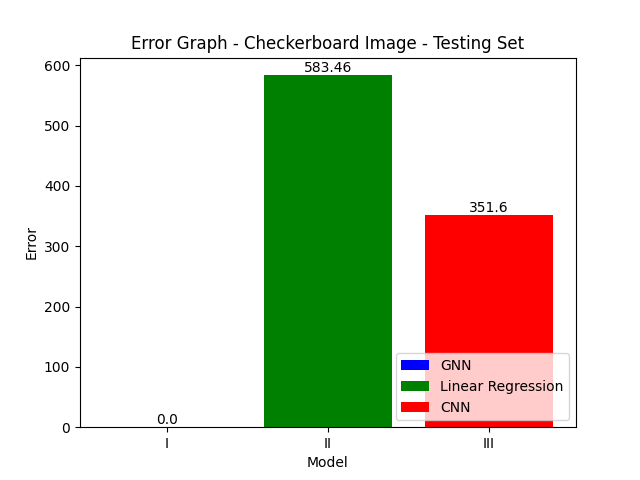 Error Graph - Checkerboard Image - Testing Set
Error
600
500
400
300
200
100
0
0.0
583.46
351.6
GNN
Linear Regression
CNN
I
II
III
Model